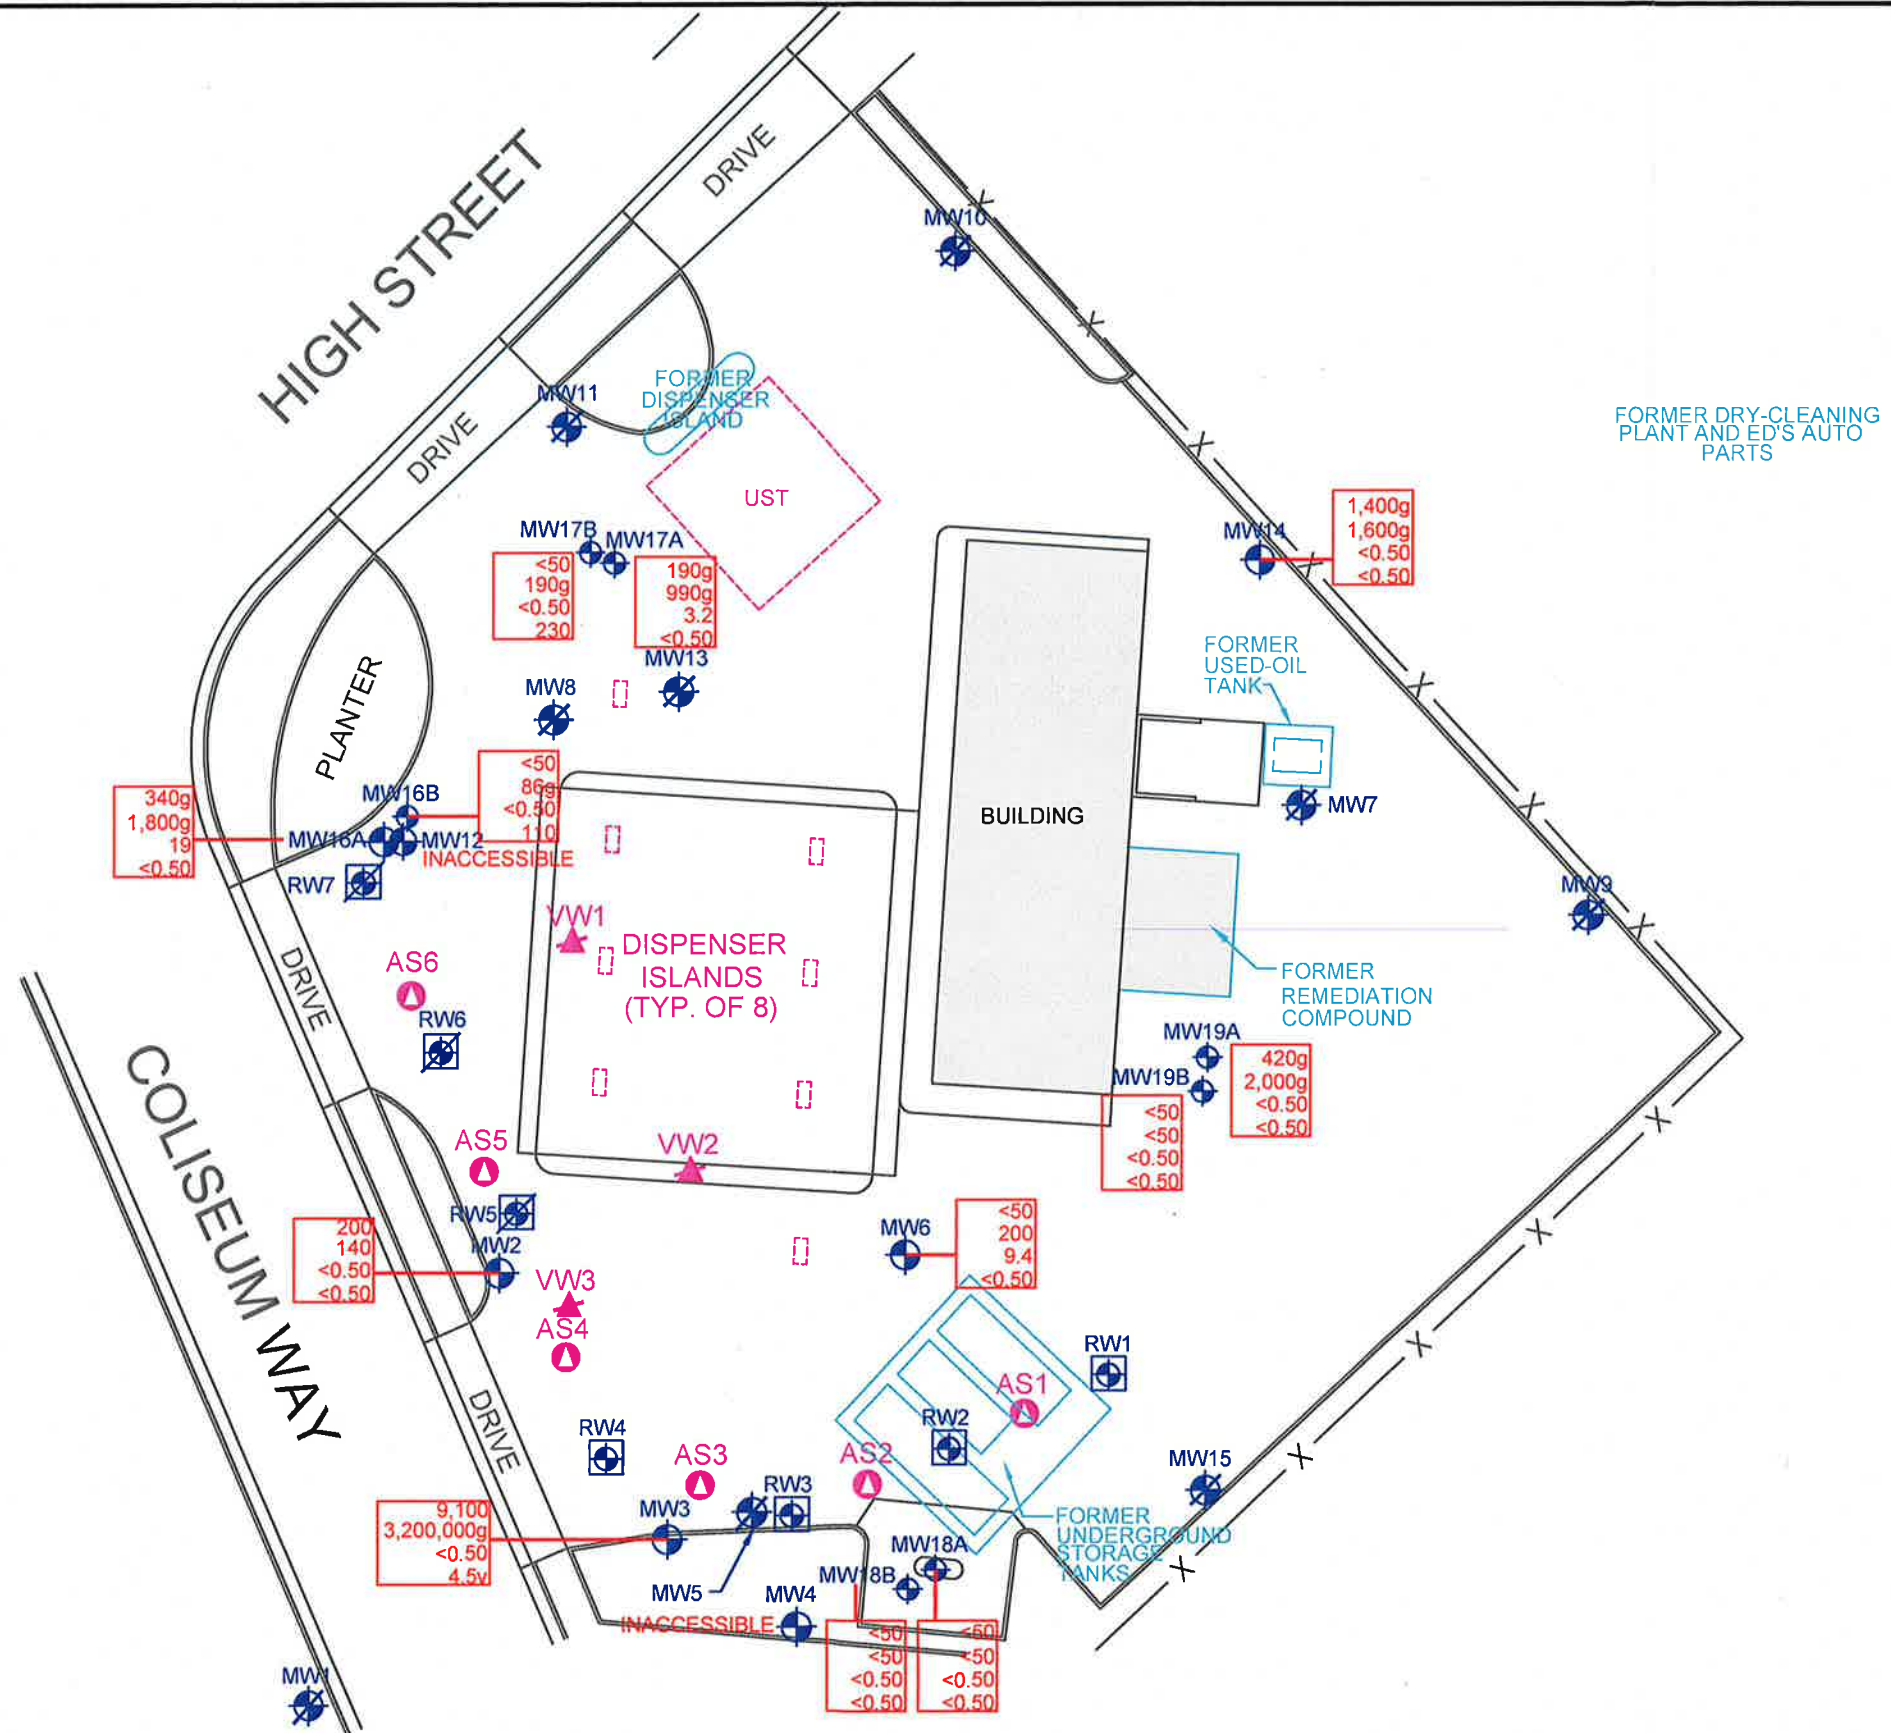 HIGH STREET
DRIVE
MW10
MW11
FORMER
DISPENSER
ISLAND
DRIVE
UST
FORMER DRY-CLEANING
PLANT AND ED'S AUTO
PARTS
MW14
1,400g
1,600g
<0.50
<0.50
MW17B
MW17A
<50
190g
<0.50
230
190g
990g
3.2
<0.50
MW13
MW8
PLANTER
FORMER
USED-OIL
TANK
MW7
BUILDING
MW16B
<50
86g
<0.50
110
340g
1,800g
19
<0.50
MW16A
MW12
INACCESSIBLE
RW7
MW9
VW1
DISPENSER
ISLANDS
(TYP. OF 8)
AS6
RW6
DRIVE
FORMER
REMEDIATION
COMPOUND
MW19A
420g
2,000g
<0.50
<0.50
MW19B
<50
<50
<0.50
<0.50
COLISEUM WAY
AS5
VW2
RW5
MW2
200
140
<0.50
<0.50
MW6
<50
200
9.4
<0.50
VW3
AS4
RW1
AS1
RW2
DRIVE
RW4
AS3
AS2
MW15
RW3
MW3
9,100
3,200,000g
<0.50
4.5v
FORMER
UNDERGROUND
STORAGE
TANKS
MW18A
MW18B
MW5
MW4
INACCESSIBLE
<50
<50
<0.50
<0.50
<50
<50
<0.50
<0.50
MW1
X
X
X
X
X
X
X
X
X
X
X
X